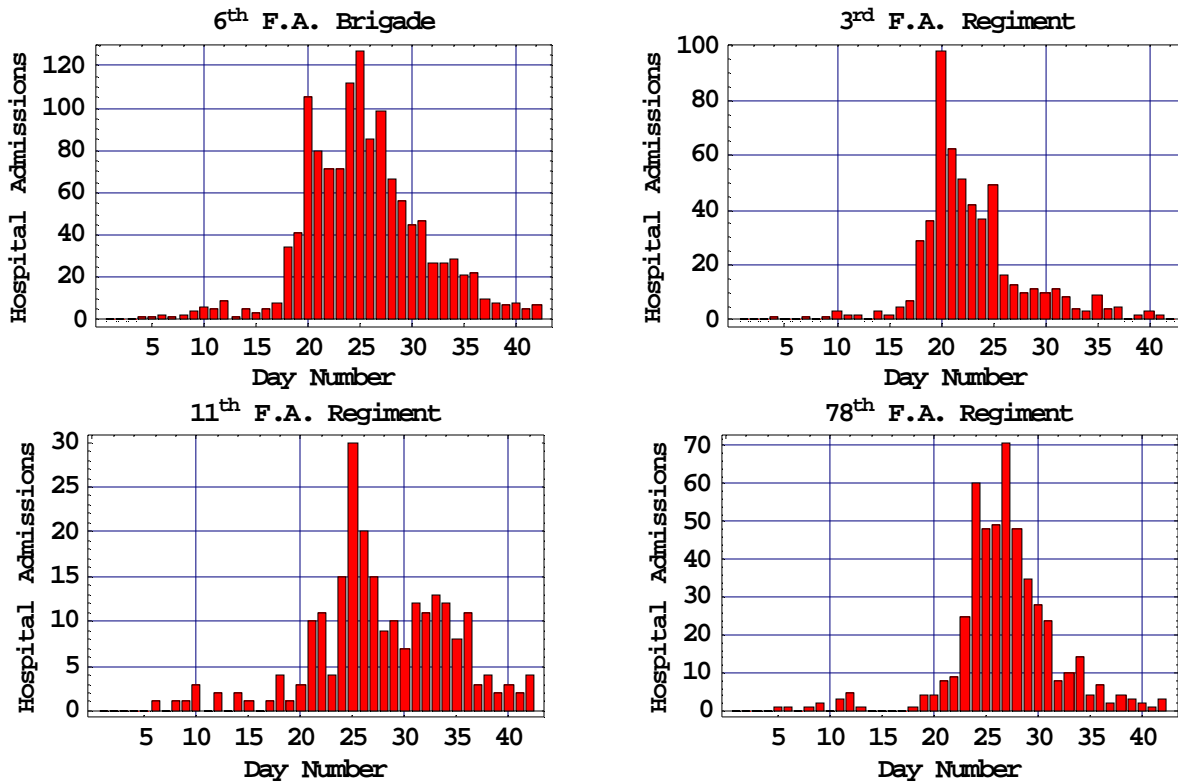 6th F.A. Brigade
Hospital Admissions
120
100
80
60
40
20
0
5 10 15 20 25 30 35 40
Day Number
3rd F.A. Regiment
Hospital Admissions
100
80
60
40
20
0
5 10 15 20 25 30 35 40
Day Number
11th F.A. Regiment
Hospital Admissions
30
25
20
15
10
5
0
5 10 15 20 25 30 35 40
Day Number
78th F.A. Regiment
Hospital Admissions
70
60
50
40
30
20
10
0
5 10 15 20 25 30 35 40
Day Number